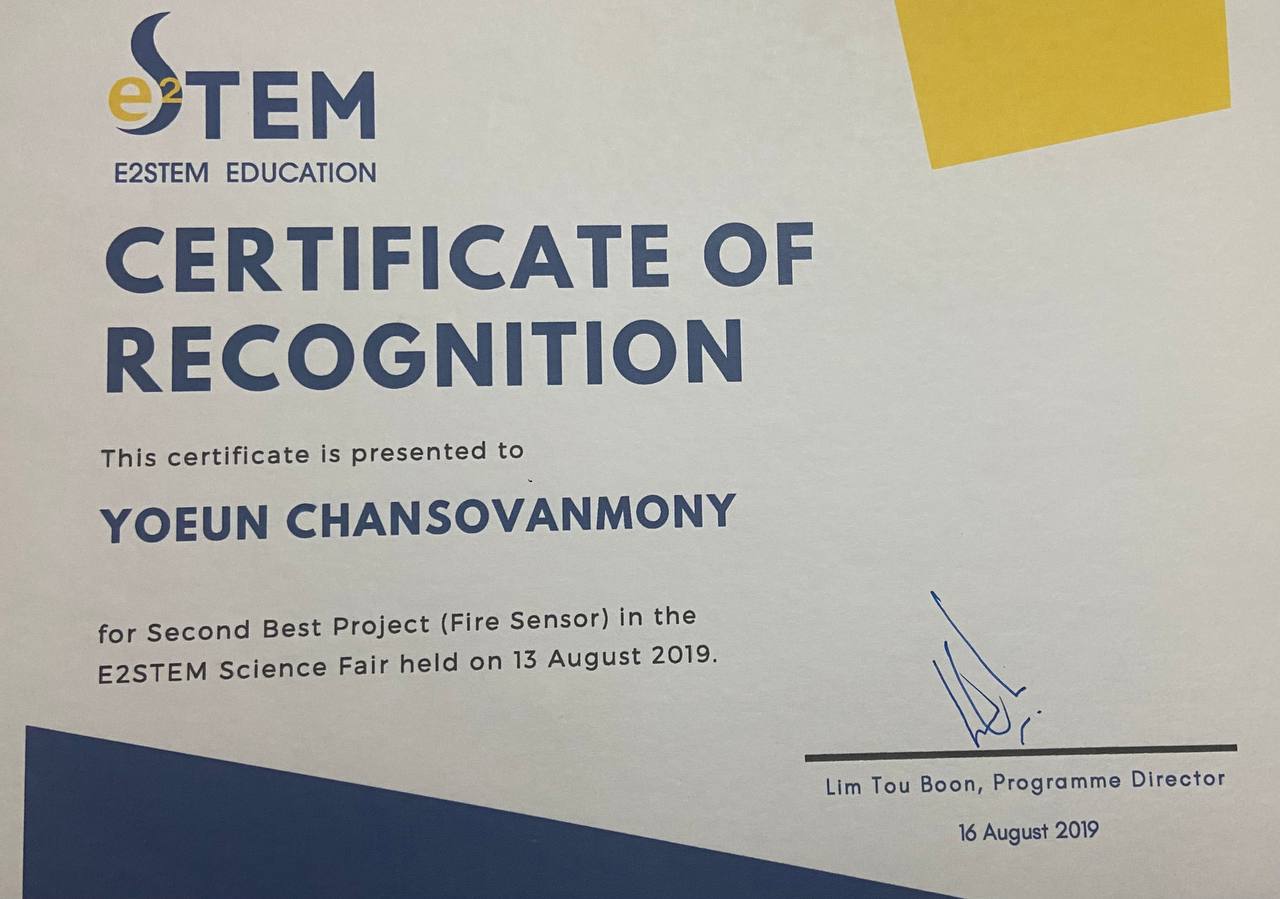 e2STEM
E2STEM EDUCATION
CERTIFICATE OF
RECOGNITION
This certificate is presented to
YOEUN CHANSOVANMONY
for Second Best Project (Fire Sensor) in the
E2STEM Science Fair held on 13 August 2019.
Lim Tou Boon, Programme Director
16 August 2019